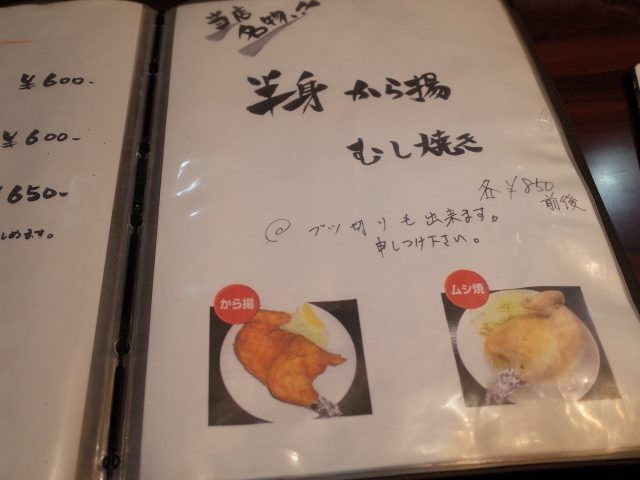 ¥600-
¥600-
¥650-
しめます。
当店
名物!!
半身 から揚
むし焼き
各¥850
前後
@ ブツ切りも出来ます。
申しつけ下さい。
から揚
ムシ焼